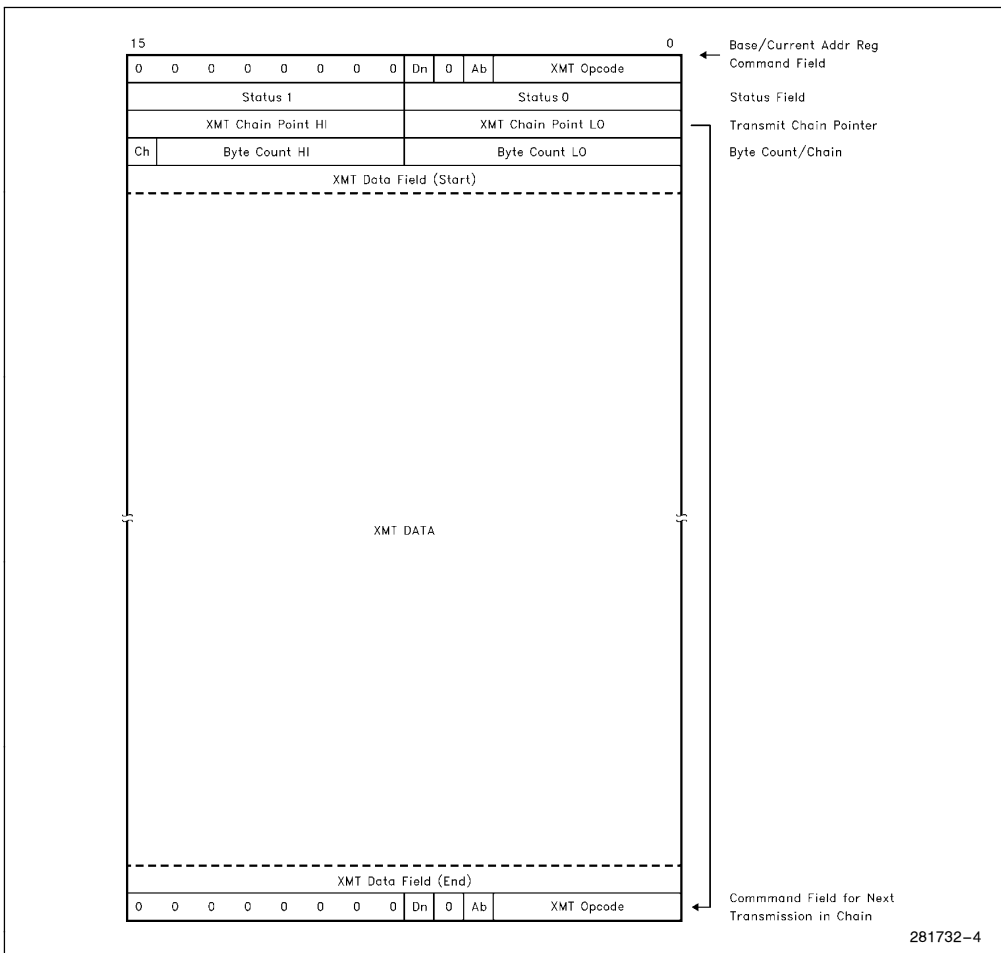 15 0
Base/Current Addr Reg
Command Field
0 0 0 0 0 0 0 0 Dn 0 Ab XMT Opcode
Status 1 Status 0 Status Field
XMT Chain Point HI XMT Chain Point LO Transmit Chain Pointer
Ch Byte Count HI Byte Count LO Byte Count/Chain
XMT Data Field (Start)
XMT DATA
XMT Data Field (End)
0 0 0 0 0 0 0 0 Dn 0 Ab XMT Opcode
Commmand Field for Next
Transmission in Chain
281732–4